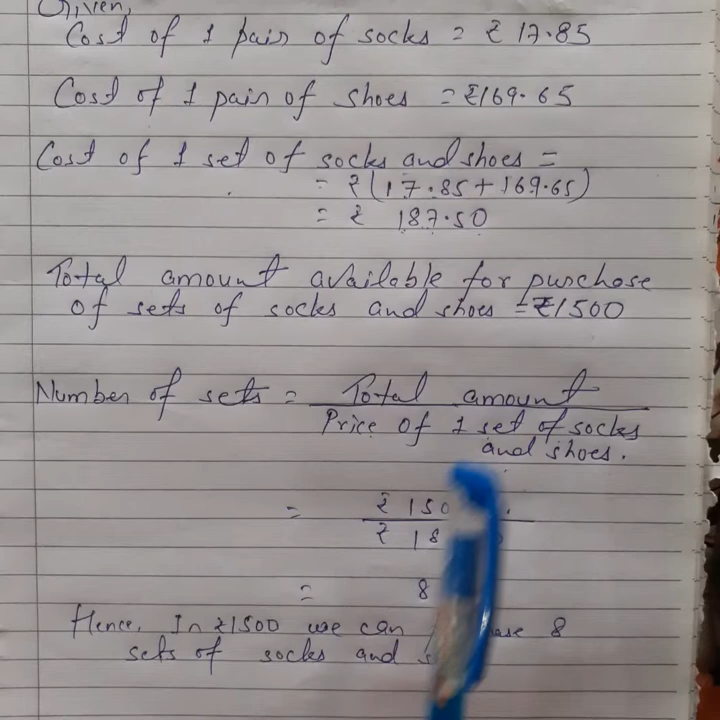 Given,
Cost of 1 pair of socks = ₹ 17.85
Cost of 1 pair of shoes = ₹169.65
Cost of 1 set of socks and shoes =
= ₹(17.85+169.65)
= ₹ 187.50
Total amount available for purchase
of sets of socks and shoes = ₹1500
Number of sets = Total amount
Price of 1 set of socks
and shoes.
= ₹
₹
= 8
Hence, In ₹1500 we can 8
sets of socks and